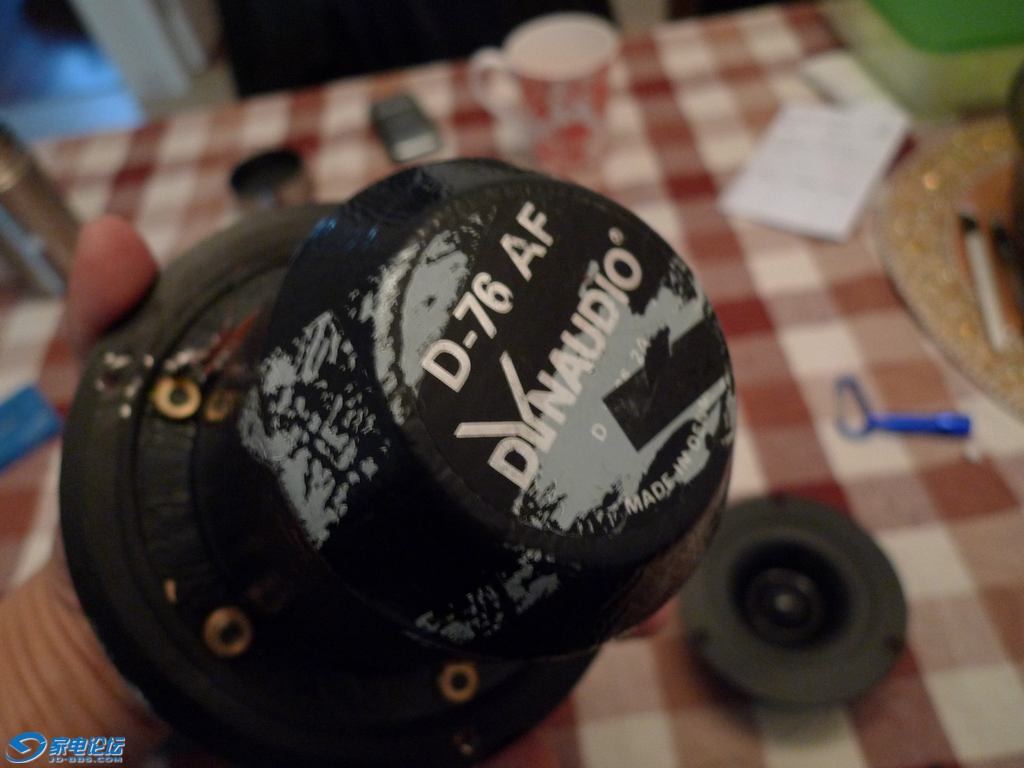 D-76 AF
DYNAUDIO®
D
MADE IN
家电论坛
JD-BBS.COM